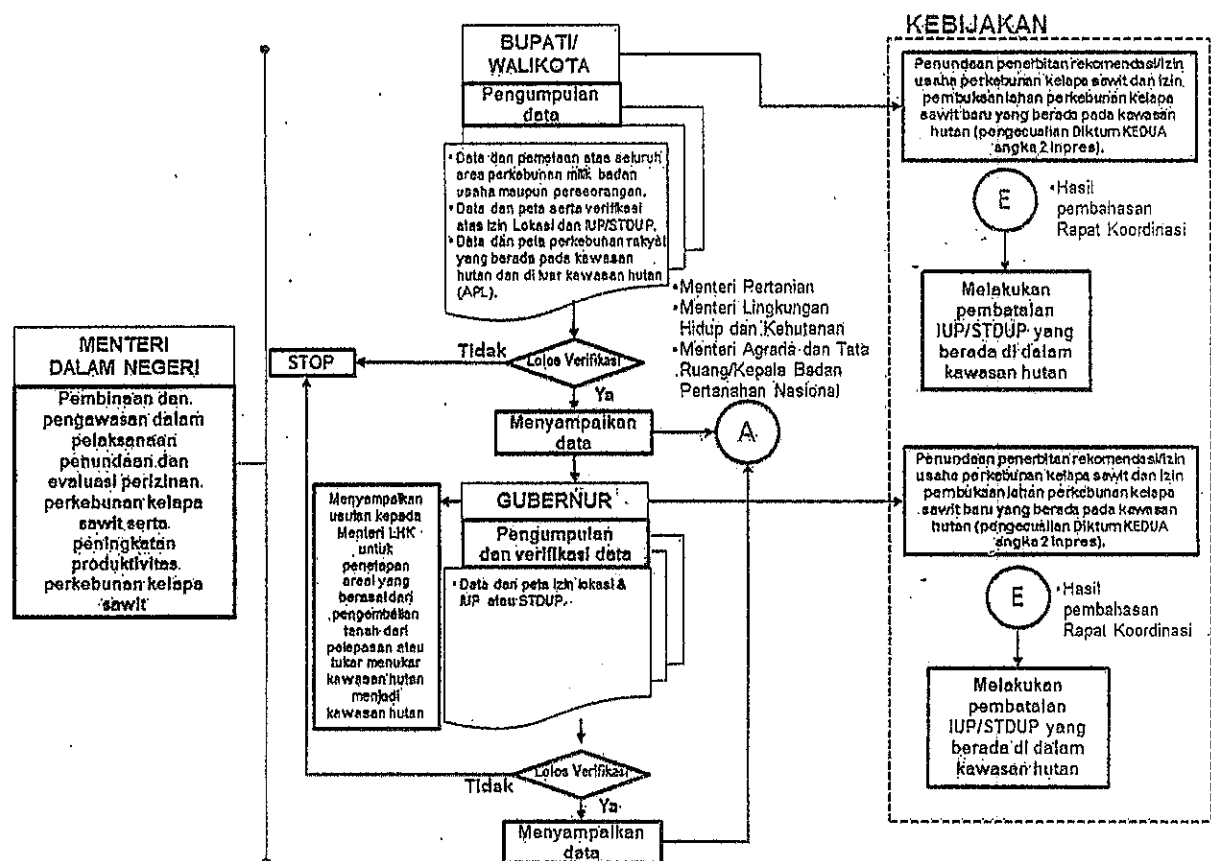 KEBIJAKAN
BUPATI/
WALIKOTA
Pengumpulan
data
• Data dan pemetaan atas seluruh
area perkebunan milik badan
usaha maupun perseorangan.
• Data dan peta serta verifikasi
atas Izin Lokasi dan IUP/STDUP.
• Data dan peta perkebunan rakyat
yang berada pada kawasan
hutan dan di luar kawasan hutan
(APL).
Penundaan penerbitan rekomendasi/izin
usaha perkebunan kelapa sawit dan izin
pembukaan lahan perkebunan kelapa
sawit baru yang berada pada kawasan
hutan (pengecualian Diktum KEDUA
angka 2 Inpres).
E
• Hasil
pembahasan
Rapat Koordinasi
Melakukan
pembatalan
IUP/STDUP yang
berada di dalam
kawasan hutan
• Menteri Pertanian
• Menteri Lingkungan
Hidup dan Kehutanan
• Menteri Agraria dan Tata
Ruang/Kepala Badan
Pertanahan Nasional
A
MENTERI
DALAM NEGERI
Pembinaan dan
pengawasan dalam
pelaksanaan
penundaan dan
evaluasi perizinan
perkebunan kelapa
sawit serta
peningkatan
produktivitas
perkebunan kelapa
sawit
STOP
Tidak
Lolos Verifikasi
Ya
Menyampaikan
data
GUBERNUR
Pengumpulan
dan verifikasi data
• Data dan peta izin lokasi &
IUP atau STDUP.
Menyampaikan
usulan kepada
Menteri LHK
untuk
penetapan
areal yang
berasal dari
pengembalian
tanah dari
pelepasan atau
tukar menukar
kawasan hutan
menjadi
kawasan hutan
Penundaan penerbitan rekomendasi/izin
usaha perkebunan kelapa sawit dan izin
pembukaan lahan perkebunan kelapa
sawit baru yang berada pada kawasan
hutan (pengecualian Diktum KEDUA
angka 2 Inpres).
E
• Hasil
pembahasan
Rapat Koordinasi
Melakukan
pembatalan
IUP/STDUP yang
berada di dalam
kawasan hutan
Lolos Verifikasi
Tidak
Ya
Menyampaikan
data